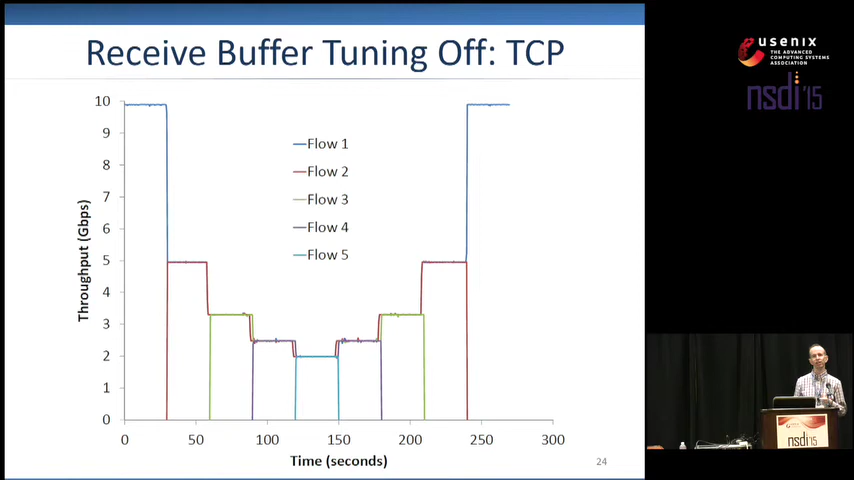 Receive Buffer Tuning Off: TCP
10
9
8
7
6
5
4
3
2
1
0
Throughput (Gbps)
Flow 1
Flow 2
Flow 3
Flow 4
Flow 5
0
50
100
150
200
250
300
Time (seconds)
24
usenix
THE ADVANCED
COMPUTING SYSTEMS
ASSOCIATION
nsdi'15
nsdi'15